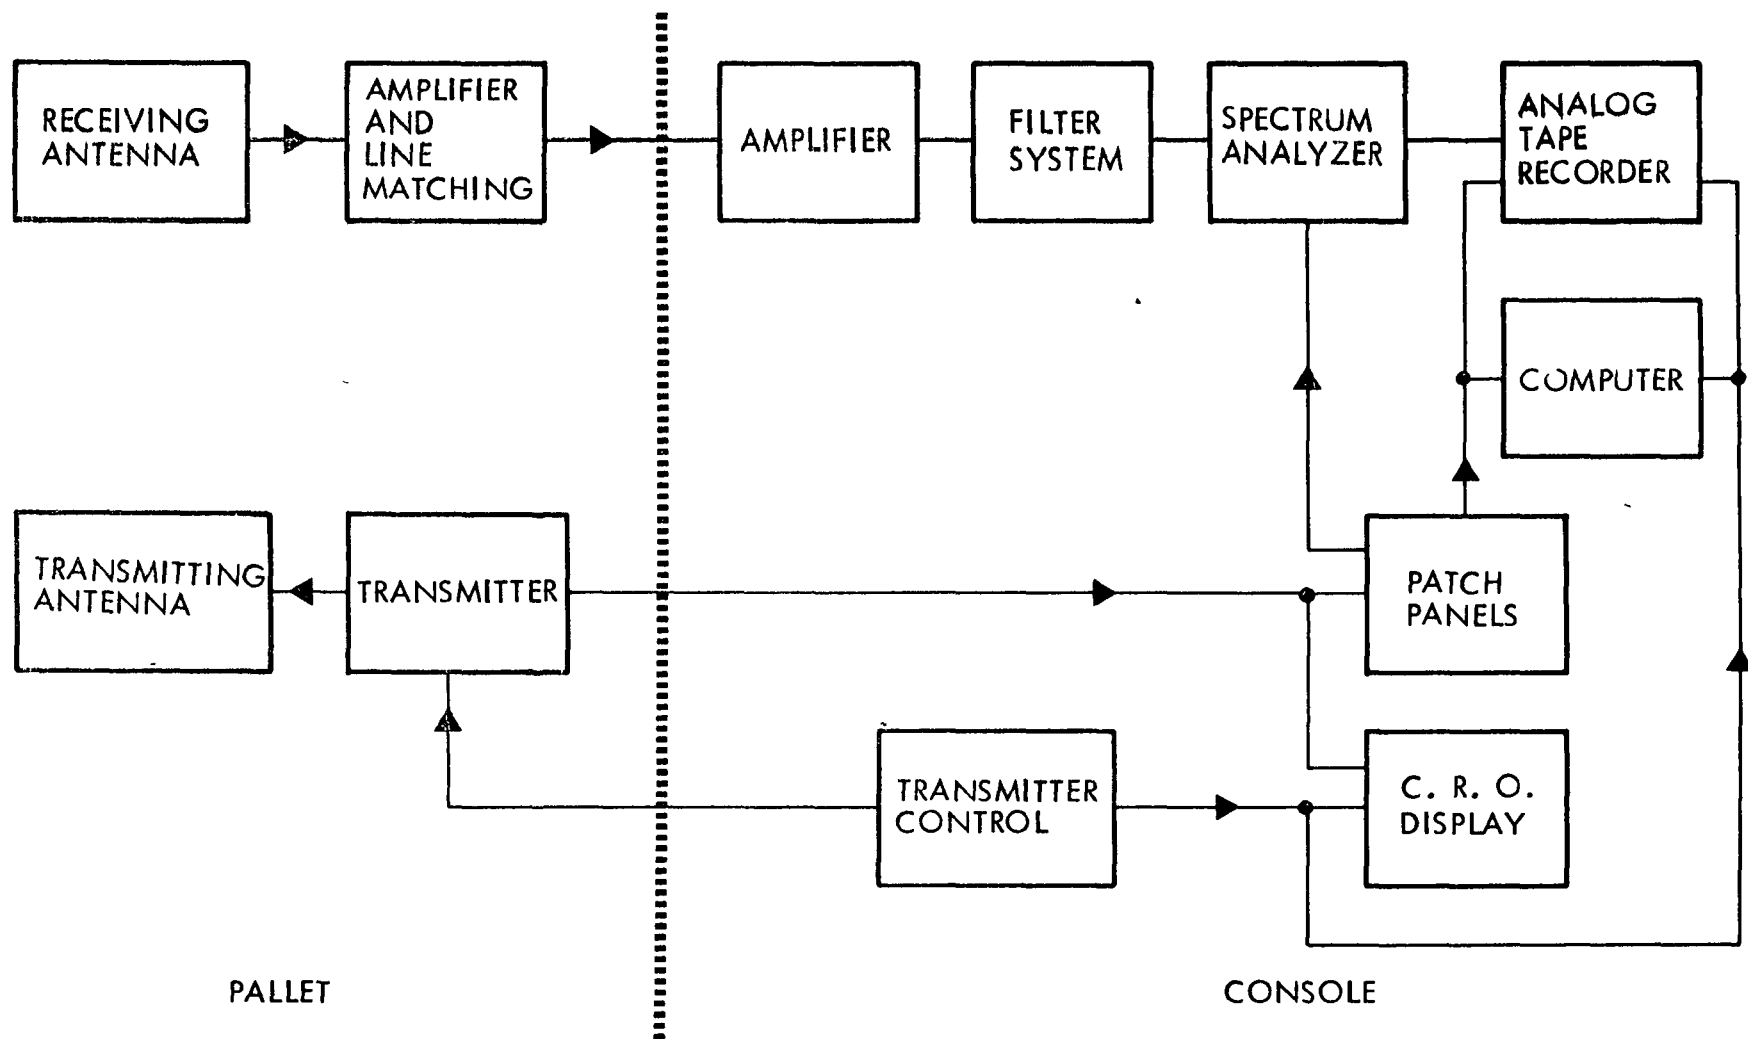 RECEIVING
ANTENNA
AMPLIFIER
AND
LINE
MATCHING
AMPLIFIER
FILTER
SYSTEM
SPECTRUM
ANALYZER
ANALOG
TAPE
RECORDER
COMPUTER
TRANSMITTING
ANTENNA
TRANSMITTER
PATCH
PANELS
TRANSMITTER
CONTROL
C. R. O.
DISPLAY
PALLET
CONSOLE